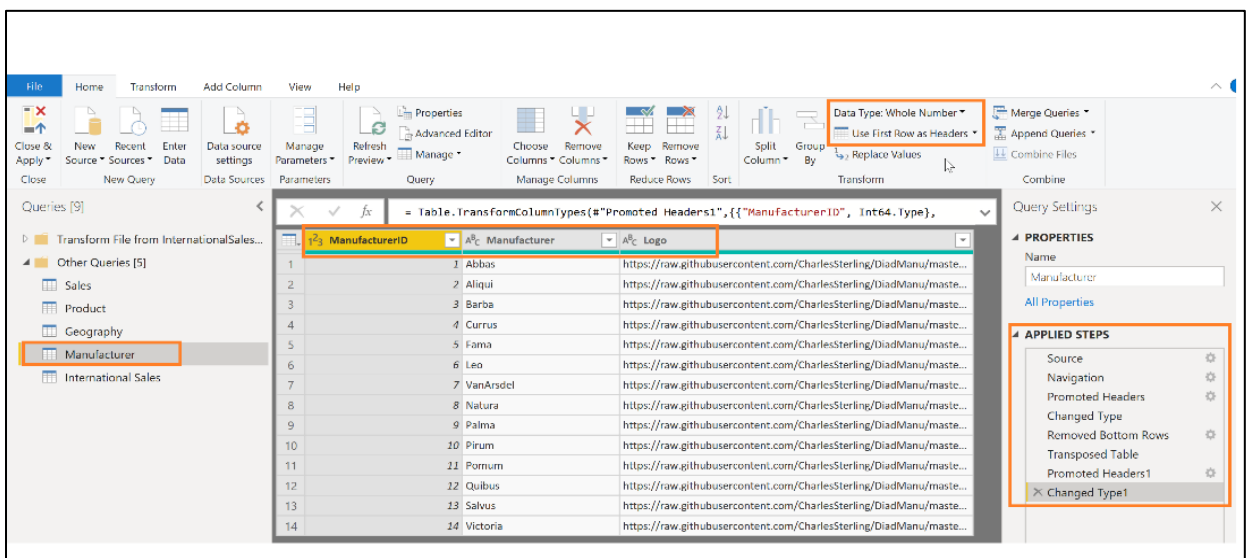 File Home Transform Add Column View Help
Close & Apply
New Source
Recent Sources
Enter Data
Data source settings
Manage Parameters
Refresh Preview
Properties
Advanced Editor
Manage
Choose Columns
Remove Columns
Keep Rows
Remove Rows
Split Column
Group By
Data Type: Whole Number
Use First Row as Headers
Replace Values
Merge Queries
Append Queries
Combine Files
Close New Query Data Sources Parameters Query Manage Columns Reduce Rows Sort Transform Combine
Queries [9]
Transform File from InternationalSales...
Other Queries [5]
Sales
Product
Geography
Manufacturer
International Sales
fx = Table.TransformColumnTypes(#"Promoted Headers1",{{"ManufacturerID", Int64.Type},
1²3 ManufacturerID ABC Manufacturer ABC Logo
1 1 Abbas https://raw.githubusercontent.com/CharlesSterling/DiadManu/maste...
2 2 Aliqui https://raw.githubusercontent.com/CharlesSterling/DiadManu/maste...
3 3 Barba https://raw.githubusercontent.com/CharlesSterling/DiadManu/maste...
4 4 Currus https://raw.githubusercontent.com/CharlesSterling/DiadManu/maste...
5 5 Fama https://raw.githubusercontent.com/CharlesSterling/DiadManu/maste...
6 6 Leo https://raw.githubusercontent.com/CharlesSterling/DiadManu/maste...
7 7 VanArsdel https://raw.githubusercontent.com/CharlesSterling/DiadManu/maste...
8 8 Natura https://raw.githubusercontent.com/CharlesSterling/DiadManu/maste...
9 9 Palma https://raw.githubusercontent.com/CharlesSterling/DiadManu/maste...
10 10 Pirum https://raw.githubusercontent.com/CharlesSterling/DiadManu/maste...
11 11 Pomum https://raw.githubusercontent.com/CharlesSterling/DiadManu/maste...
12 12 Quibus https://raw.githubusercontent.com/CharlesSterling/DiadManu/maste...
13 13 Salvus https://raw.githubusercontent.com/CharlesSterling/DiadManu/maste...
14 14 Victoria https://raw.githubusercontent.com/CharlesSterling/DiadManu/maste...
Query Settings
PROPERTIES
Name
Manufacturer
All Properties
APPLIED STEPS
Source
Navigation
Promoted Headers
Changed Type
Removed Bottom Rows
Transposed Table
Promoted Headers1
Changed Type1